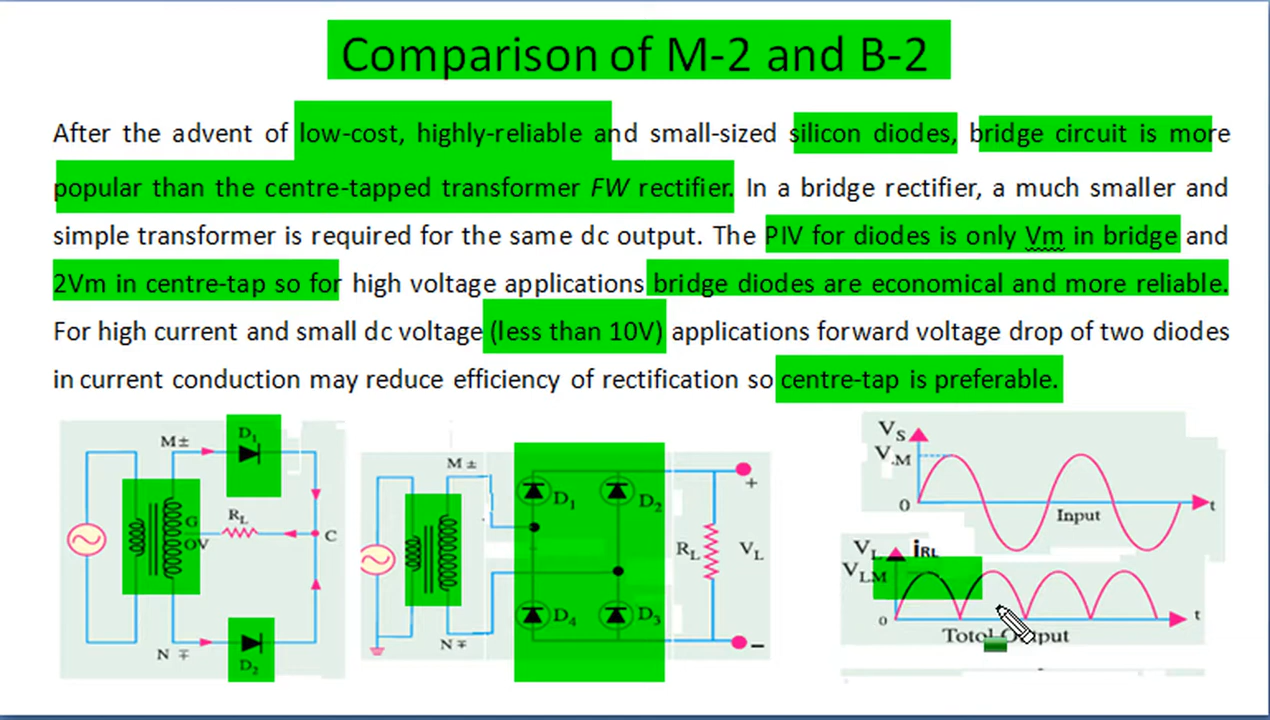 Comparison of M-2 and B-2
After the advent of low-cost, highly-reliable and small-sized silicon diodes, bridge circuit is more
popular than the centre-tapped transformer FW rectifier. In a bridge rectifier, a much smaller and
simple transformer is required for the same dc output. The PIV for diodes is only Vm in bridge and
2Vm in centre-tap so for high voltage applications bridge diodes are economical and more reliable.
For high current and small dc voltage (less than 10V) applications forward voltage drop of two diodes
in current conduction may reduce efficiency of rectification so centre-tap is preferable.
M±
D1
G
RL
OV
C
N ∓
D2
M ±
D1
D2
RL
VL
+
D4
D3
N∓
−
VS
V.M
0
t
Input
VL
iRL
VLM
0
t
Totol Output